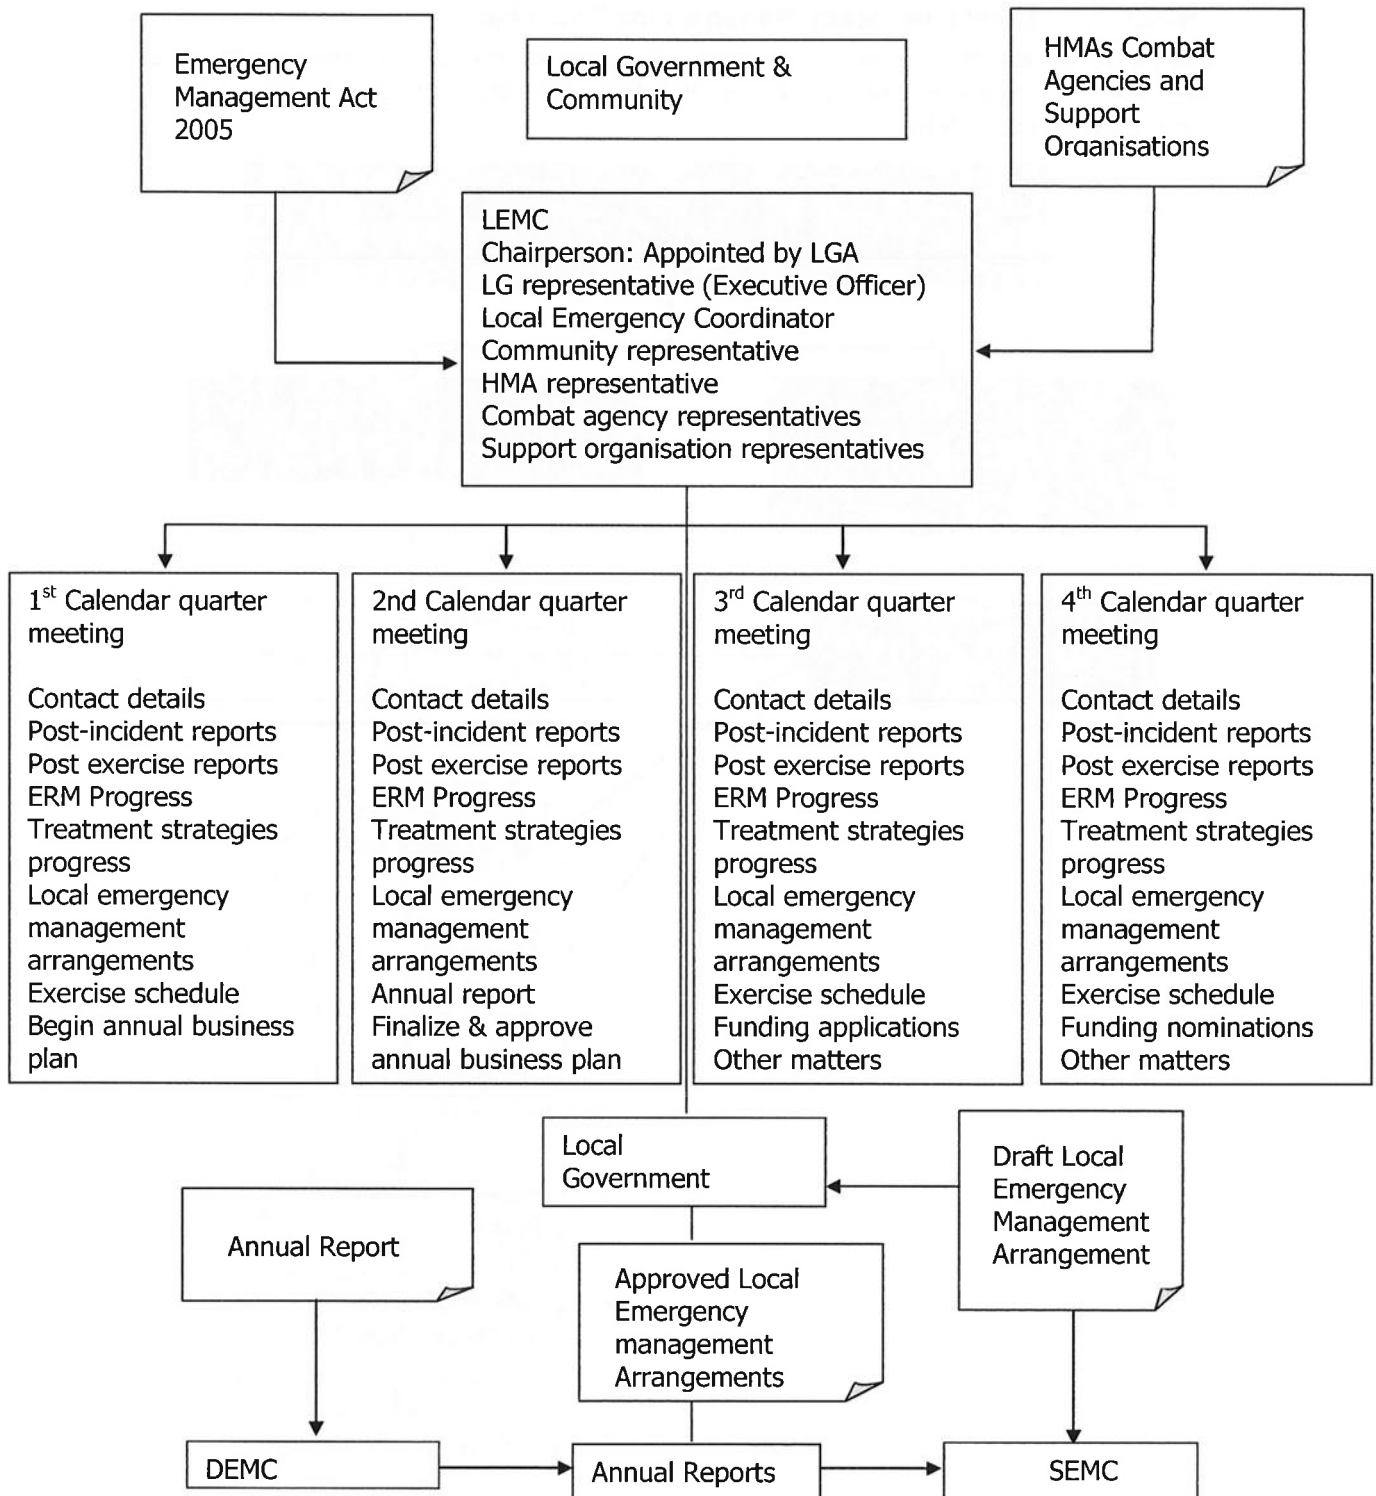 Emergency
Management Act
2005
Local Government &
Community
HMAs Combat
Agencies and
Support
Organisations
LEMC
Chairperson: Appointed by LGA
LG representative (Executive Officer)
Local Emergency Coordinator
Community representative
HMA representative
Combat agency representatives
Support organisation representatives
1st Calendar quarter
meeting
Contact details
Post-incident reports
Post exercise reports
ERM Progress
Treatment strategies
progress
Local emergency
management
arrangements
Exercise schedule
Begin annual business
plan
2nd Calendar quarter
meeting
Contact details
Post-incident reports
Post exercise reports
ERM Progress
Treatment strategies
progress
Local emergency
management
arrangements
Annual report
Finalize & approve
annual business plan
3rd Calendar quarter
meeting
Contact details
Post-incident reports
Post exercise reports
ERM Progress
Treatment strategies
progress
Local emergency
management
arrangements
Exercise schedule
Funding applications
Other matters
4th Calendar quarter
meeting
Contact details
Post-incident reports
Post exercise reports
ERM Progress
Treatment strategies
progress
Local emergency
management
arrangements
Exercise schedule
Funding nominations
Other matters
Local
Government
Draft Local
Emergency
Management
Arrangement
Annual Report
Approved Local
Emergency
management
Arrangements
DEMC
Annual Reports
SEMC